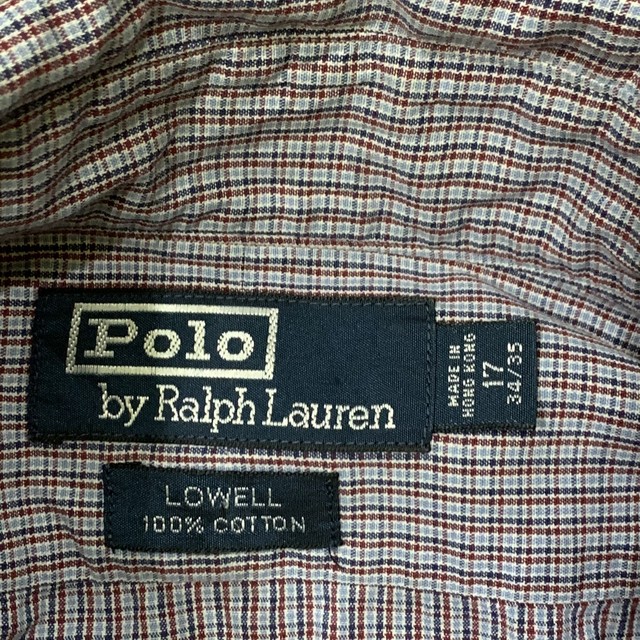 Polo
by Ralph Lauren
MADE IN
HONG KONG
17
34/35
LOWELL
100% COTTON